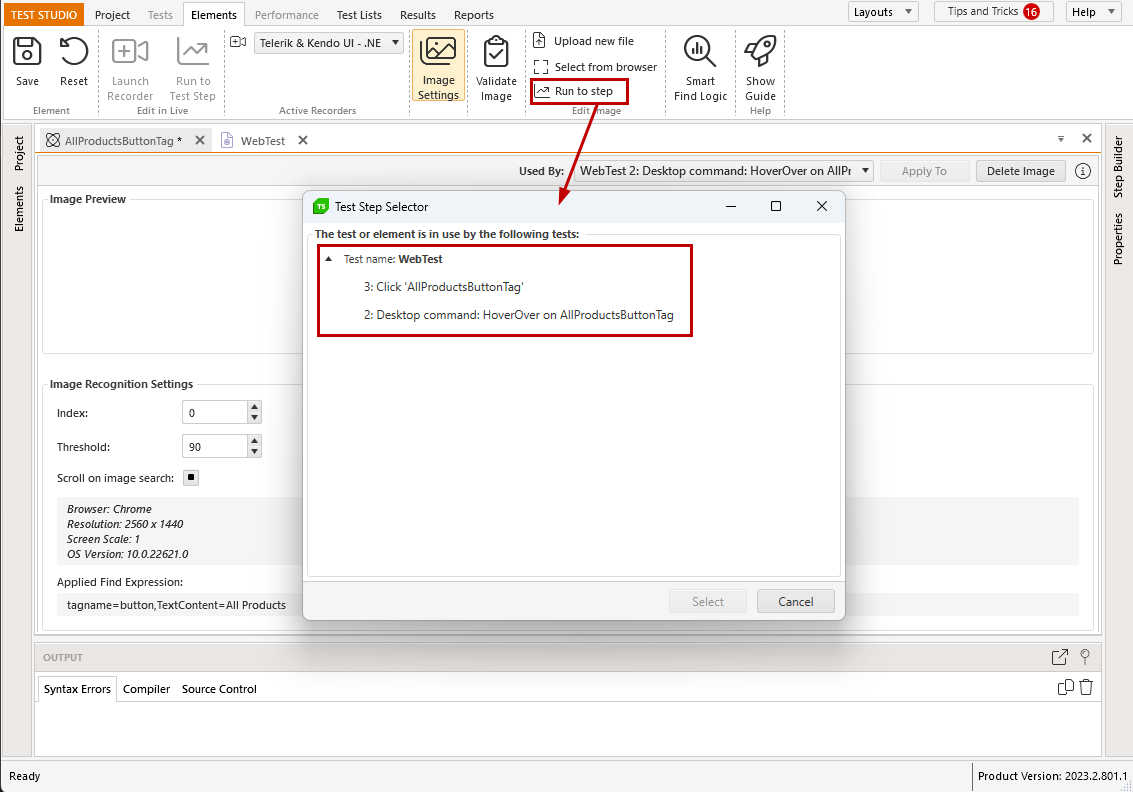 TEST STUDIO Project Tests Elements Performance Test Lists Results Reports Layouts Tips and Tricks 16 Help
Save
Reset
Element
Launch
Recorder
Run to
Test Step
Edit in Live
Telerik & Kendo UI - .NE
Active Recorders
Image
Settings
Validate
Image
Upload new file
Select from browser
Run to step
Edit Image
Smart
Find Logic
Show
Guide
Help
Project
Elements
AllProductsButtonTag *
WebTest
Used By: WebTest 2: Desktop command: HoverOver on AllPr Apply To Delete Image
Step Builder
Properties
Image Preview
TS Test Step Selector
The test or element is in use by the following tests:
Test name: WebTest
3: Click 'AllProductsButtonTag'
2: Desktop command: HoverOver on AllProductsButtonTag
Select Cancel
Image Recognition Settings
Index: 0
Threshold: 90
Scroll on image search:
Browser: Chrome
Resolution: 2560 x 1440
Screen Scale: 1
OS Version: 10.0.22621.0
Applied Find Expression:
tagname=button,TextContent=All Products
OUTPUT
Syntax Errors Compiler Source Control
Ready
Product Version: 2023.2.801.1